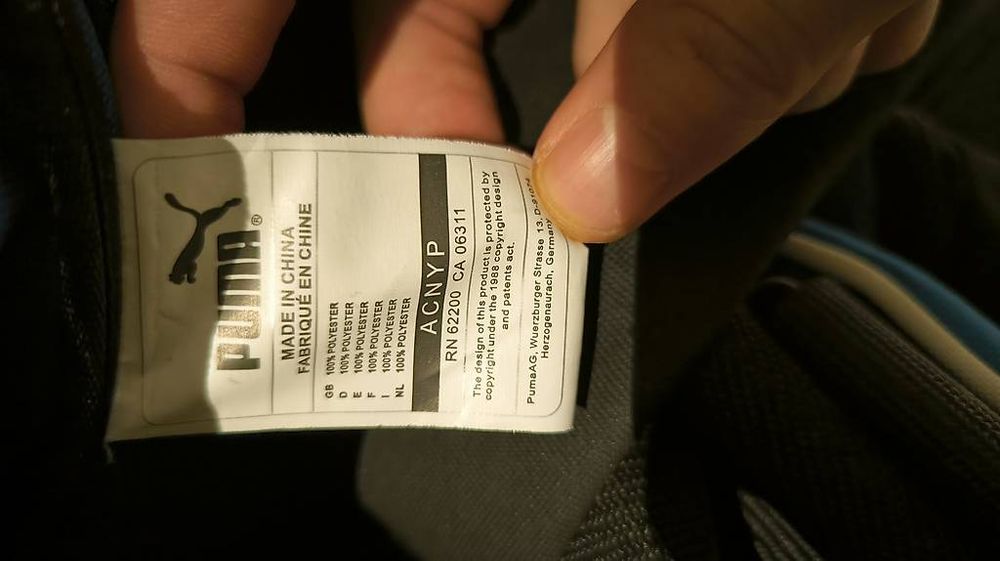 PUMA®
MADE IN CHINA
FABRIQUÉ EN CHINE
GB 100% POLYESTER
D 100% POLYESTER
E 100% POLYESTER
F 100% POLYESTER
I 100% POLYESTER
NL 100% POLYESTER
ACNYP
RN 62200 CA 06311
The design of this product is protected by
copyright under the 1988 copyright design
and patents act.
PumaAG, Wuerzburger Strasse 13,
Herzogenaurach, Germany